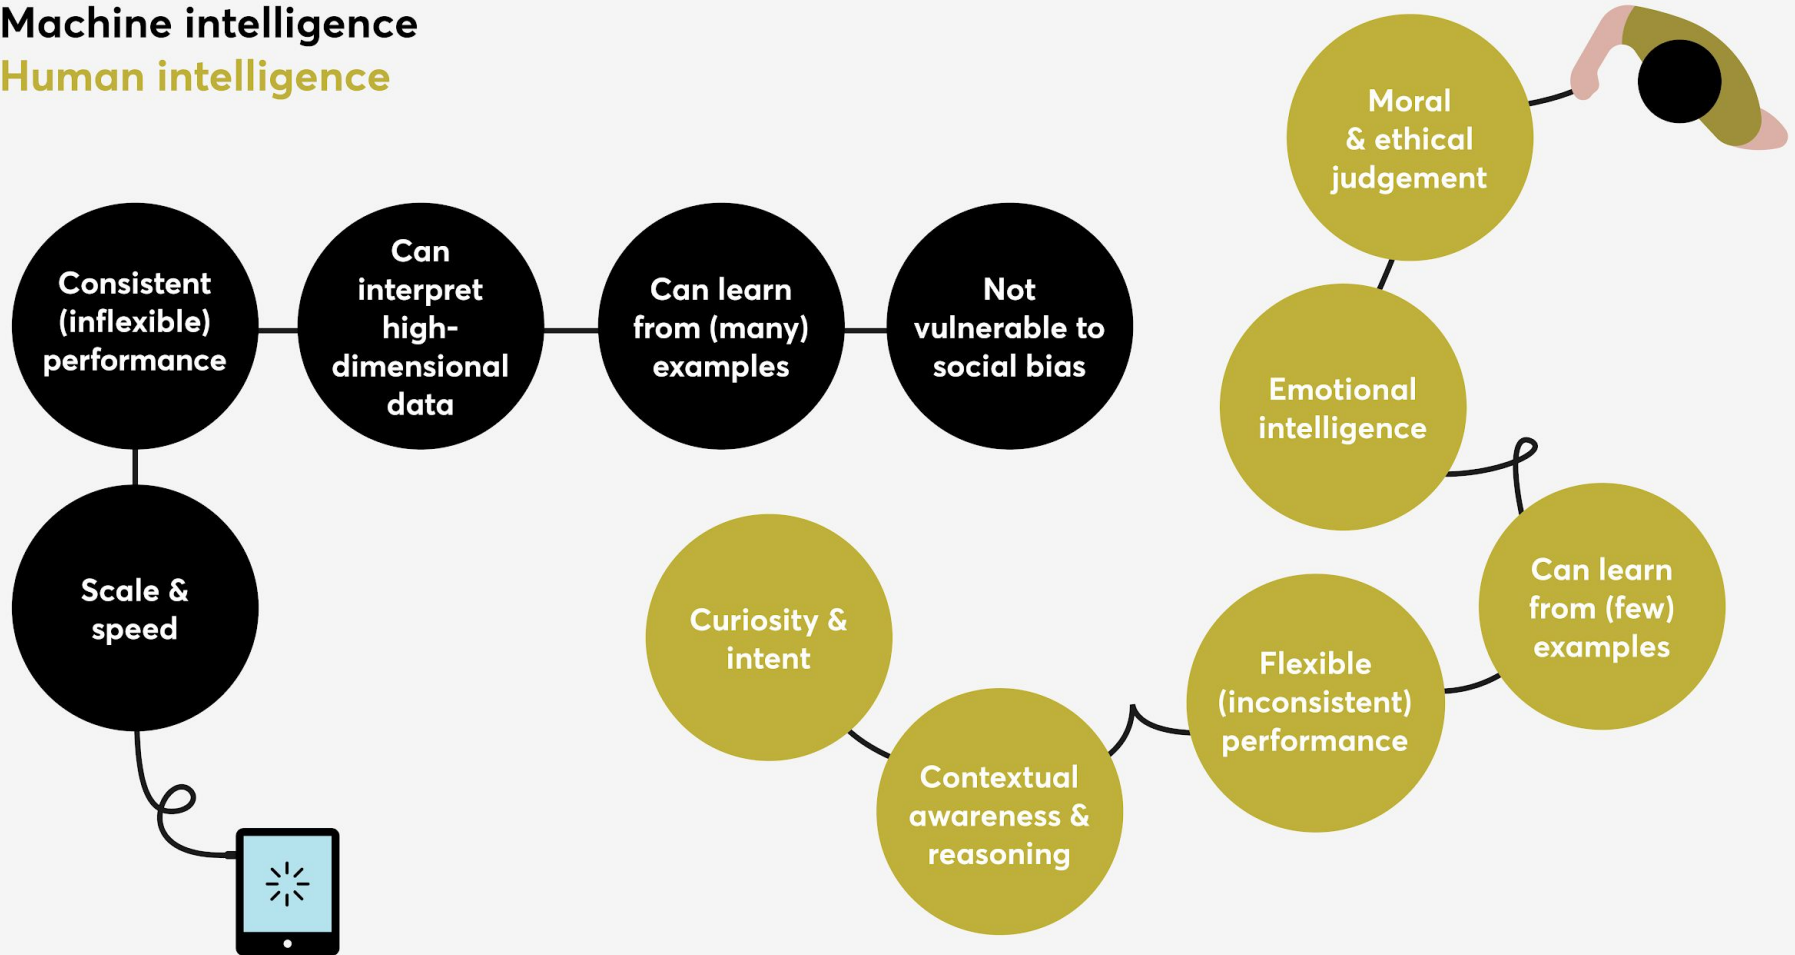 Machine intelligence
Human intelligence
Consistent
(inflexible)
performance
Can
interpret
high-
dimensional
data
Can learn
from (many)
examples
Not
vulnerable to
social bias
Scale &
speed
Moral
& ethical
judgement
Emotional
intelligence
Can learn
from (few)
examples
Flexible
(inconsistent)
performance
Contextual
awareness &
reasoning
Curiosity &
intent